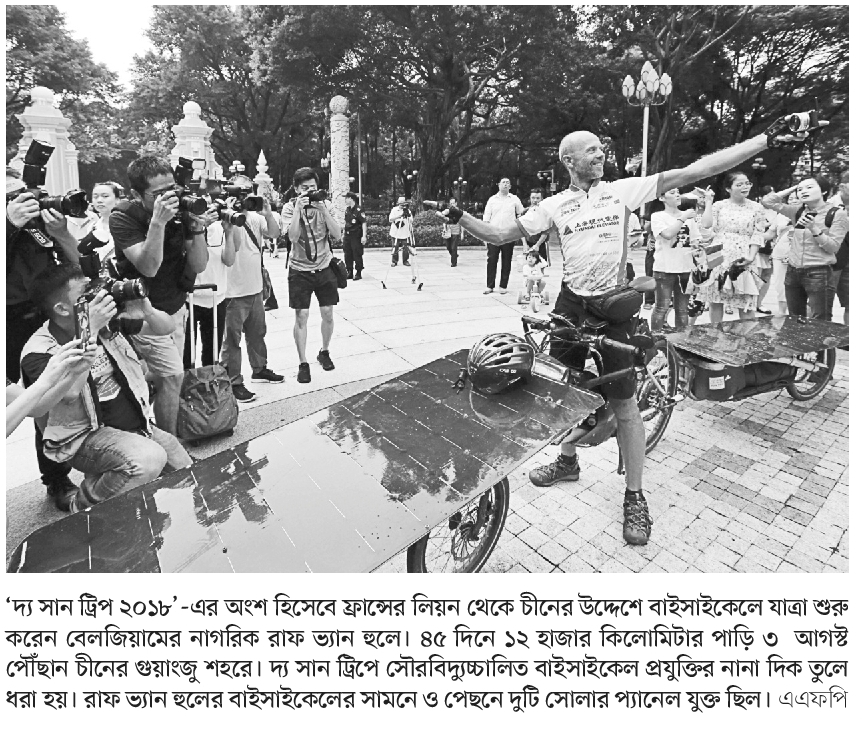 ‘দ্য সান ট্রিপ ২০১৮’-এর অংশ হিসেবে ফ্রান্সের লিয়ন থেকে চীনের উদ্দেশে বাইসাইকেলে যাত্রা শুরু
করেন বেলজিয়ামের নাগরিক রাফ ভ্যান হুলে। ৪৫ দিনে ১২ হাজার কিলোমিটার পাড়ি ৩ আগস্ট
পৌঁছান চীনের গুয়াংজু শহরে। দ্য সান ট্রিপে সৌরবিদ্যুচ্চালিত বাইসাইকেল প্রযুক্তির নানা দিক তুলে
ধরা হয়। রাফ ভ্যান হুলের বাইসাইকেলের সামনে ও পেছনে দুটি সোলার প্যানেল যুক্ত ছিল। এএফপি